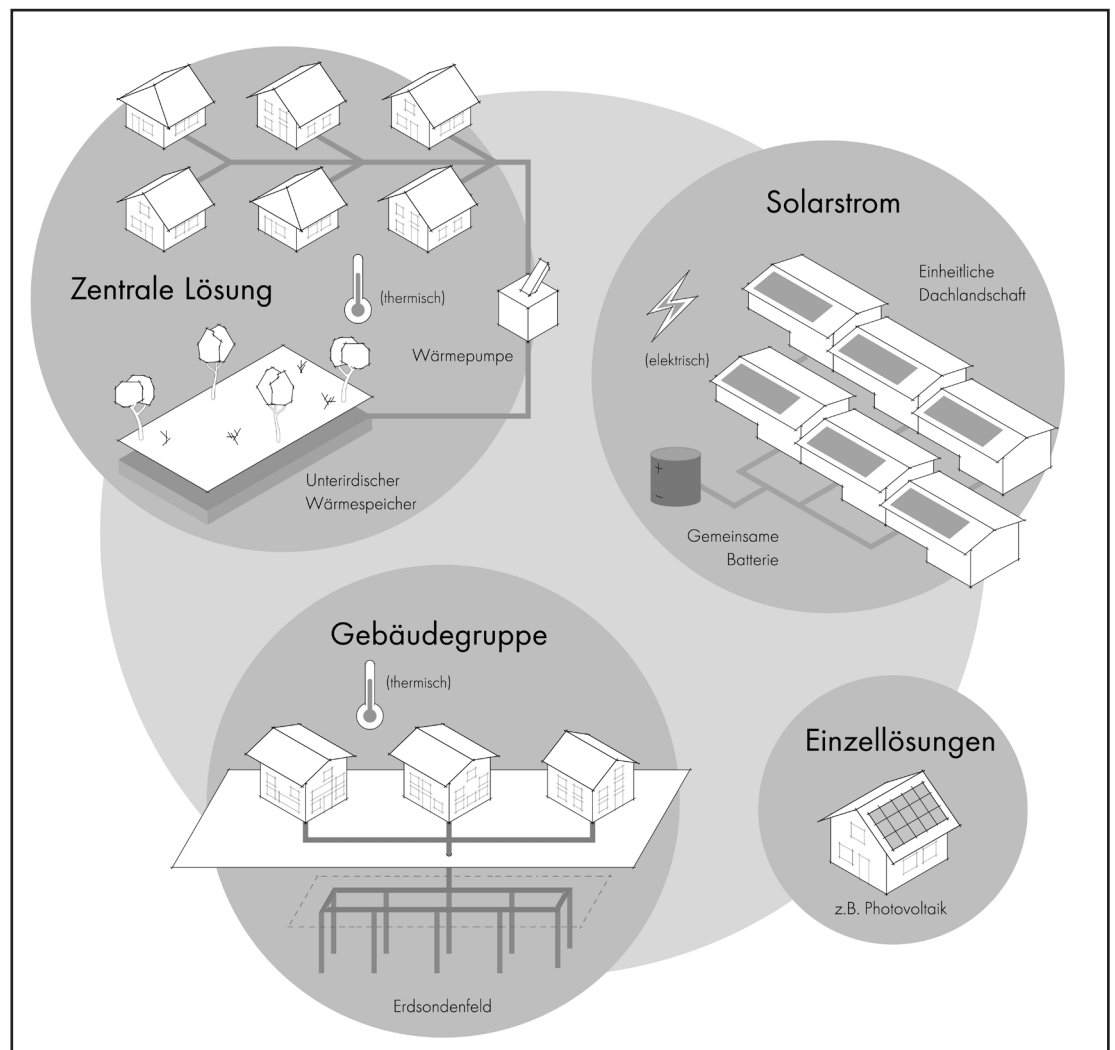 Zentrale Lösung
(thermisch)
Wärmepumpe
Unterirdischer
Wärmespeicher
Solarstrom
Einheitliche
Dachlandschaft
(elektrisch)
+
–
Gemeinsame
Batterie
Gebäudegruppe
(thermisch)
Erdsondenfeld
Einzellösungen
z.B. Photovoltaik